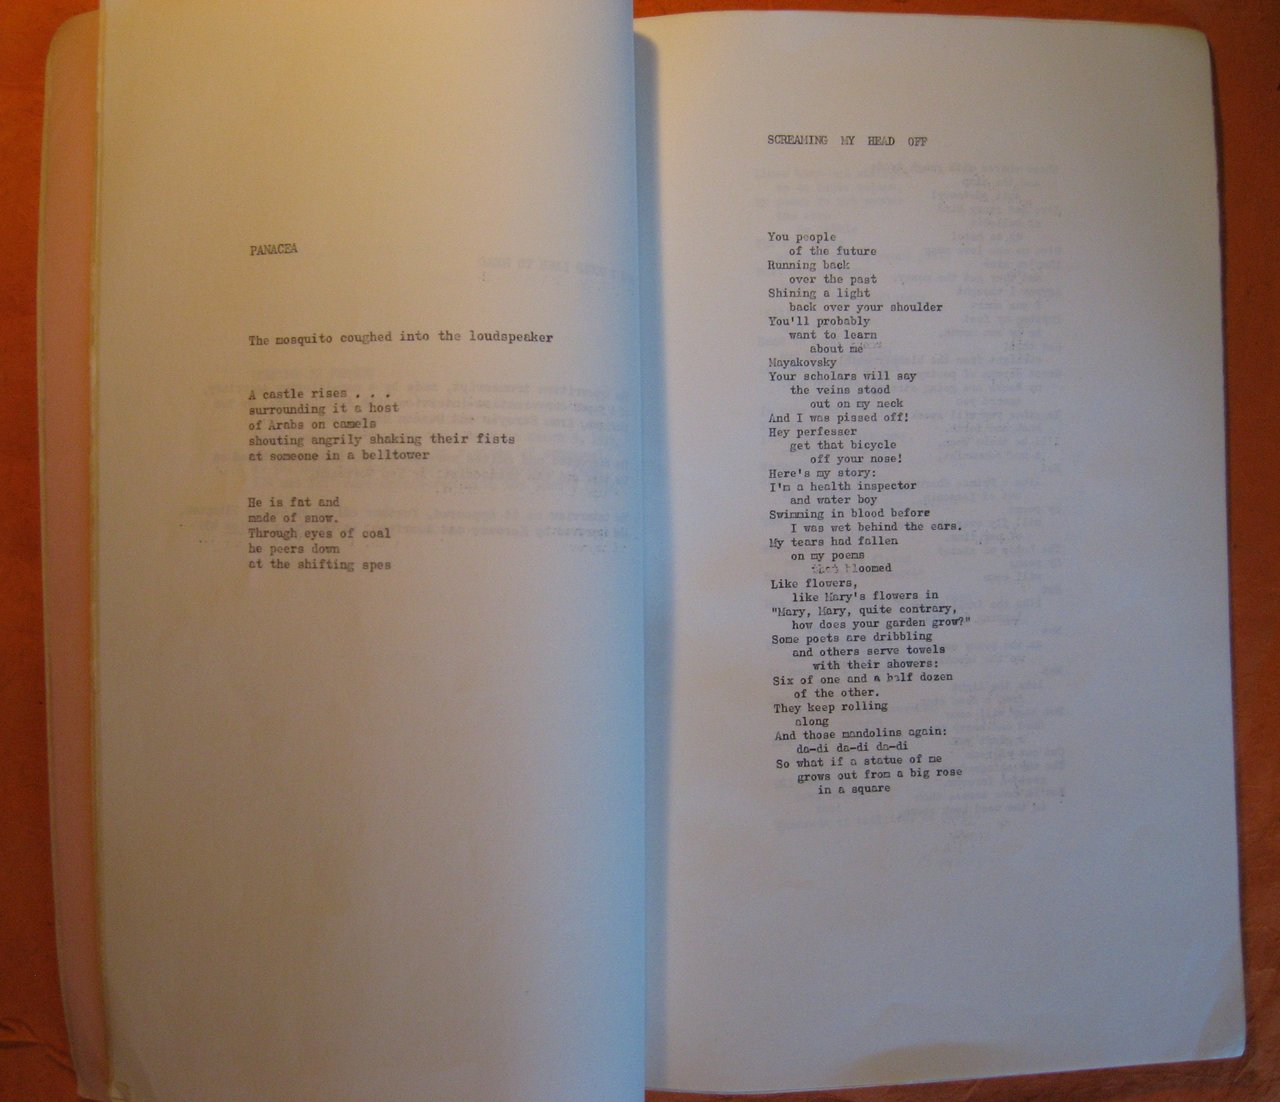 PANACEA
The mosquito coughed into the loudspeaker
A castle rises . . .
surrounding it a host
of Arabs on camels
shouting angrily shaking their fists
at someone in a belltower
He is fat and
made of snow.
Through eyes of coal
he peers down
at the shifting spes
SCREAMING MY HEAD OFF
You people
of the future
Running back
over the past
Shining a light
back over your shoulder
You'll probably
want to learn
about me
Mayakovsky
Your scholars will say
the veins stood
out on my neck
And I was pissed off!
Hey perfesser
get that bicycle
off your nose!
Here's my story:
I'm a health inspector
and water boy
Swimming in blood before
I was wet behind the ears.
My tears had fallen
on my poems
that bloomed
Like flowers,
like Mary's flowers in
"Mary, Mary, quite contrary,
how does your garden grow?"
Some poets are dribbling
and others serve towels
with their showers:
Six of one and a half dozen
of the other.
They keep rolling
along
And those mandolins again:
da-di da-di da-di
So what if a statue of me
grows out from a big rose
in a square